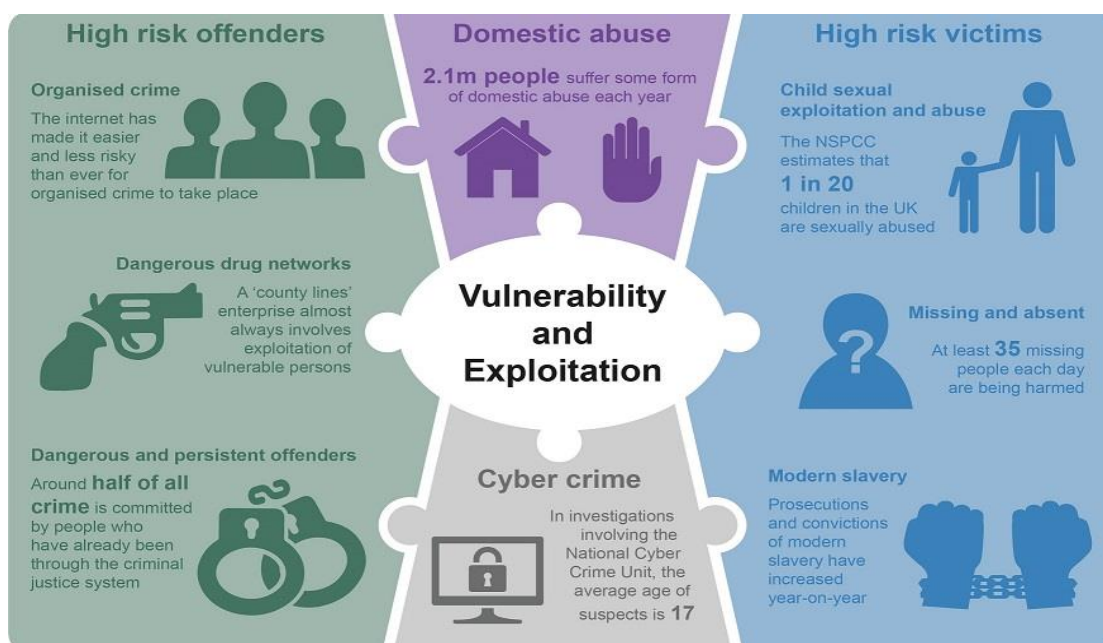 High risk offenders
Organised crime
The internet has
made it easier
and less risky
than ever for
organised crime to take place
Dangerous drug networks
A ‘county lines’
enterprise almost
always involves
exploitation of
vulnerable persons
Dangerous and persistent offenders
Around half of all
crime is committed
by people who
have already been
through the criminal
justice system
Domestic abuse
2.1m people suffer some form
of domestic abuse each year
Vulnerability
and
Exploitation
Cyber crime
In investigations
involving the
National Cyber
Crime Unit, the
average age of
suspects is 17
High risk victims
Child sexual
exploitation and abuse
The NSPCC
estimates that
1 in 20
children in the UK
are sexually abused
?
Missing and absent
At least 35 missing
people each day
are being harmed
Modern slavery
Prosecutions
and convictions
of modern
slavery have
increased
year-on-year